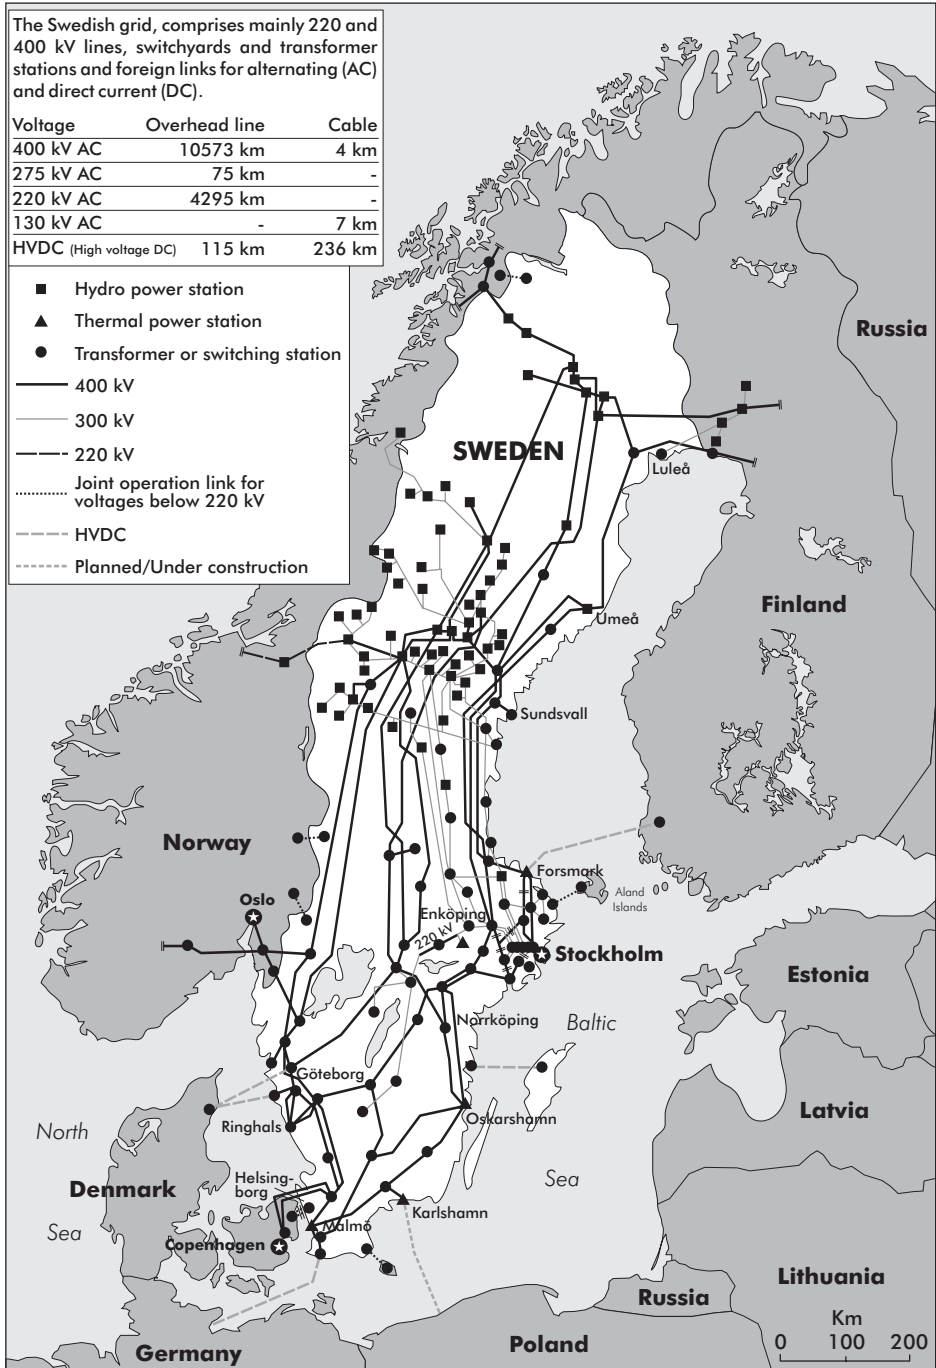 The Swedish grid, comprises mainly 220 and
400 kV lines, switchyards and transformer
stations and foreign links for alternating (AC)
and direct current (DC).
Voltage Overhead line Cable
400 kV AC 10573 km 4 km
275 kV AC 75 km -
220 kV AC 4295 km -
130 kV AC - 7 km
HVDC (High voltage DC) 115 km 236 km
Hydro power station
Thermal power station
Transformer or switching station
400 kV
300 kV
220 kV
Joint operation link for
voltages below 220 kV
HVDC
Planned/Under construction
Russia
SWEDEN
Luleå
Finland
Umeå
Sundsvall
Norway
Forsmark
Oslo
Aland
Islands
Enköping
220 kV
Stockholm
Estonia
Norrköping
Baltic
Göteborg
Latvia
Oskarshamn
Ringhals
North
Sea
Denmark
Helsing-
borg
Karlshamn
Malmö
Sea
Copenhagen
Lithuania
Russia
Km
0 100 200
Poland
Germany